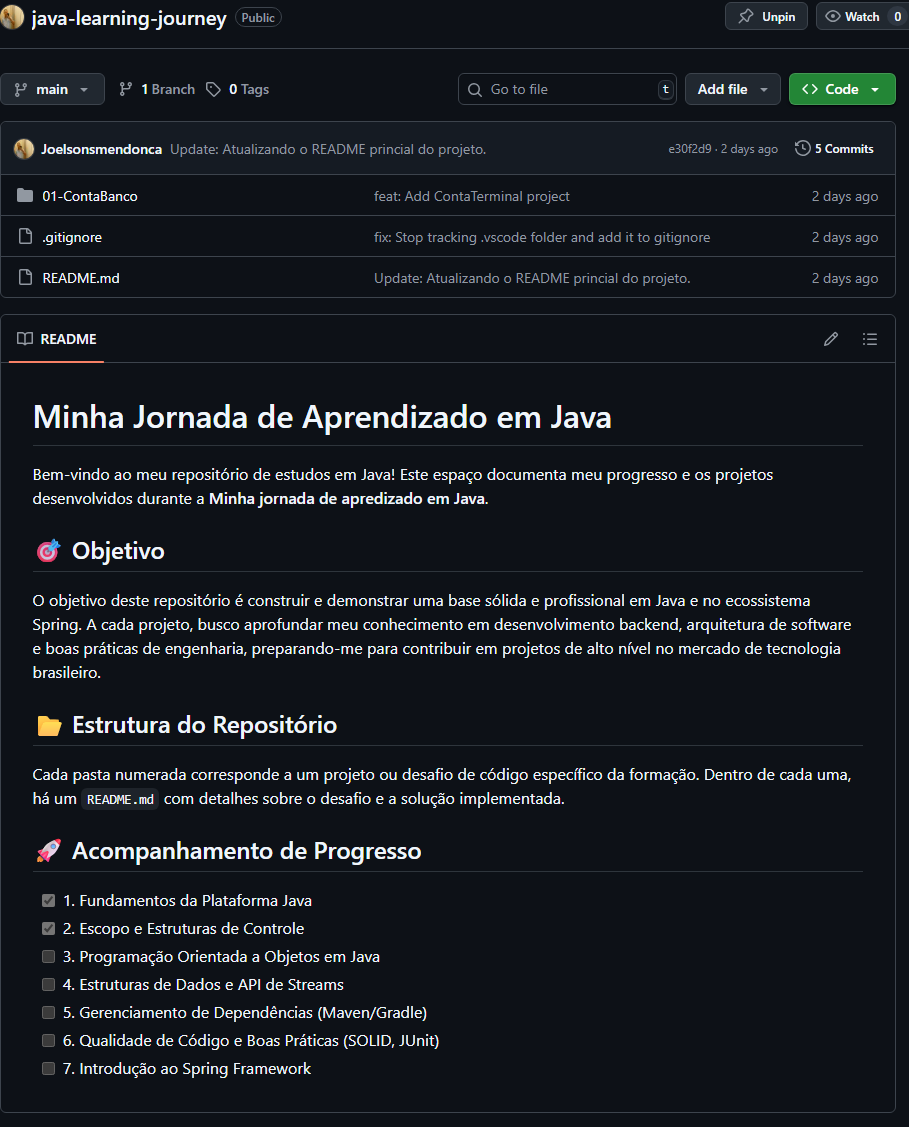 java-learning-journey Public Unpin Watch 0
main 1 Branch 0 Tags Go to file t Add file Code
Joelsonsmendonca Update: Atualizando o README princial do projeto. e30f2d9 · 2 days ago 5 Commits
01-ContaBanco feat: Add ContaTerminal project 2 days ago
.gitignore fix: Stop tracking .vscode folder and add it to gitignore 2 days ago
README.md Update: Atualizando o README princial do projeto. 2 days ago
README
Minha Jornada de Aprendizado em Java
Bem-vindo ao meu repositório de estudos em Java! Este espaço documenta meu progresso e os projetos
desenvolvidos durante a Minha jornada de apredizado em Java.
Objetivo
O objetivo deste repositório é construir e demonstrar uma base sólida e profissional em Java e no ecossistema
Spring. A cada projeto, busco aprofundar meu conhecimento em desenvolvimento backend, arquitetura de software
e boas práticas de engenharia, preparando-me para contribuir em projetos de alto nível no mercado de tecnologia
brasileiro.
Estrutura do Repositório
Cada pasta numerada corresponde a um projeto ou desafio de código específico da formação. Dentro de cada uma,
há um README.md com detalhes sobre o desafio e a solução implementada.
Acompanhamento de Progresso
1. Fundamentos da Plataforma Java
2. Escopo e Estruturas de Controle
3. Programação Orientada a Objetos em Java
4. Estruturas de Dados e API de Streams
5. Gerenciamento de Dependências (Maven/Gradle)
6. Qualidade de Código e Boas Práticas (SOLID, JUnit)
7. Introdução ao Spring Framework